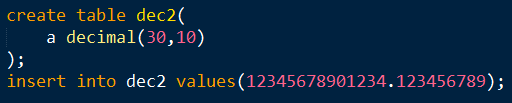 create table dec2(
    a decimal(30,10)
);
insert into dec2 values(12345678901234.123456789);